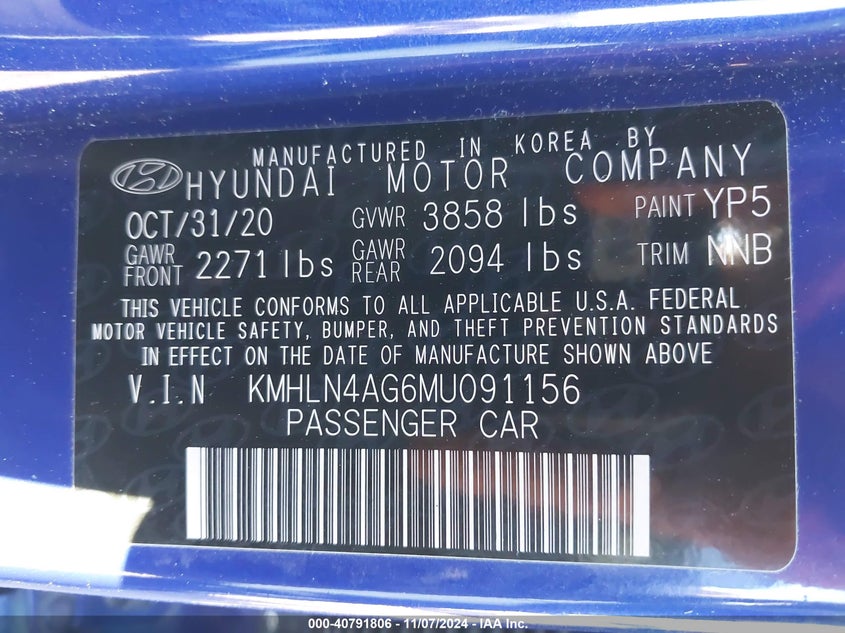 MANUFACTURED IN KOREA BY
HYUNDAI MOTOR COMPANY
OCT/31/20 GVWR 3858 lbs PAINT YP5
GAWR FRONT 2271 lbs GAWR REAR 2094 lbs TRIM NNB
THIS VEHICLE CONFORMS TO ALL APPLICABLE U.S.A. FEDERAL
MOTOR VEHICLE SAFETY, BUMPER, AND THEFT PREVENTION STANDARDS
IN EFFECT ON THE DATE OF MANUFACTURE SHOWN ABOVE
V.I.N KMHLN4AG6MU091156
PASSENGER CAR
000-40791806 - 11/07/2024 - IAA Inc.